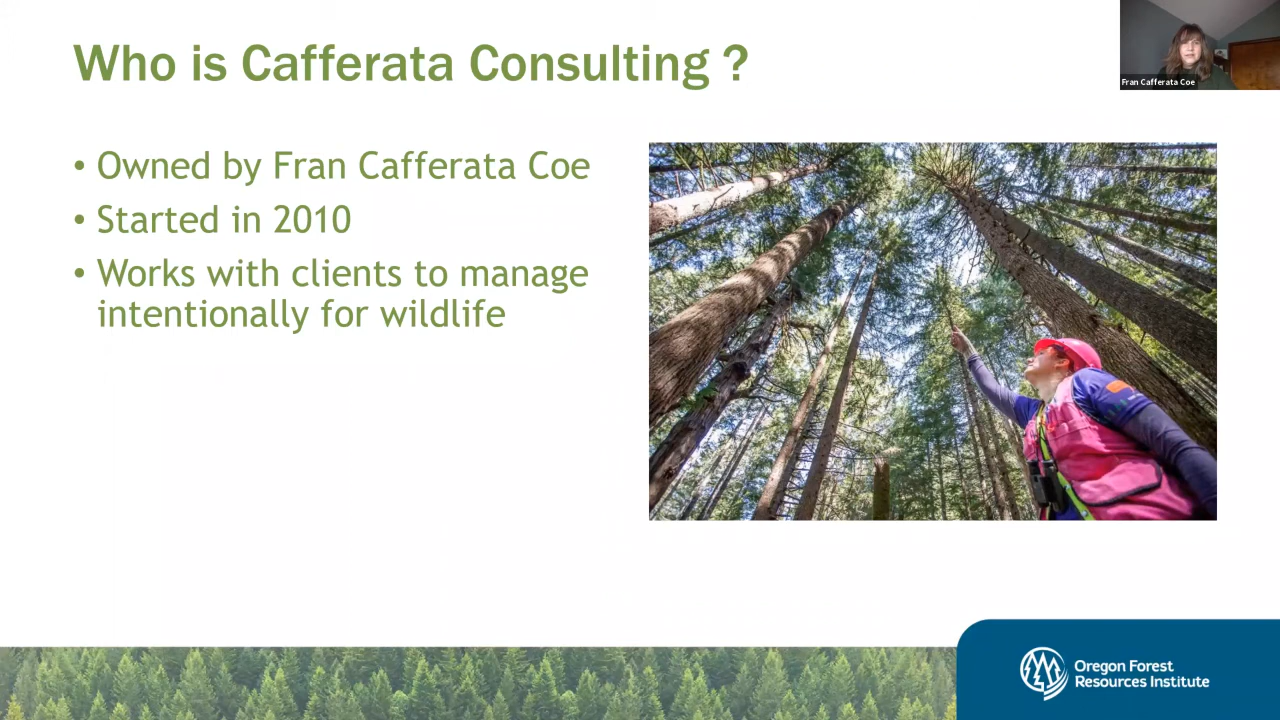 Who is Cafferata Consulting ?
Fran Cafferata Coe
• Owned by Fran Cafferata Coe
• Started in 2010
• Works with clients to manage
intentionally for wildlife
Oregon Forest
Resources Institute